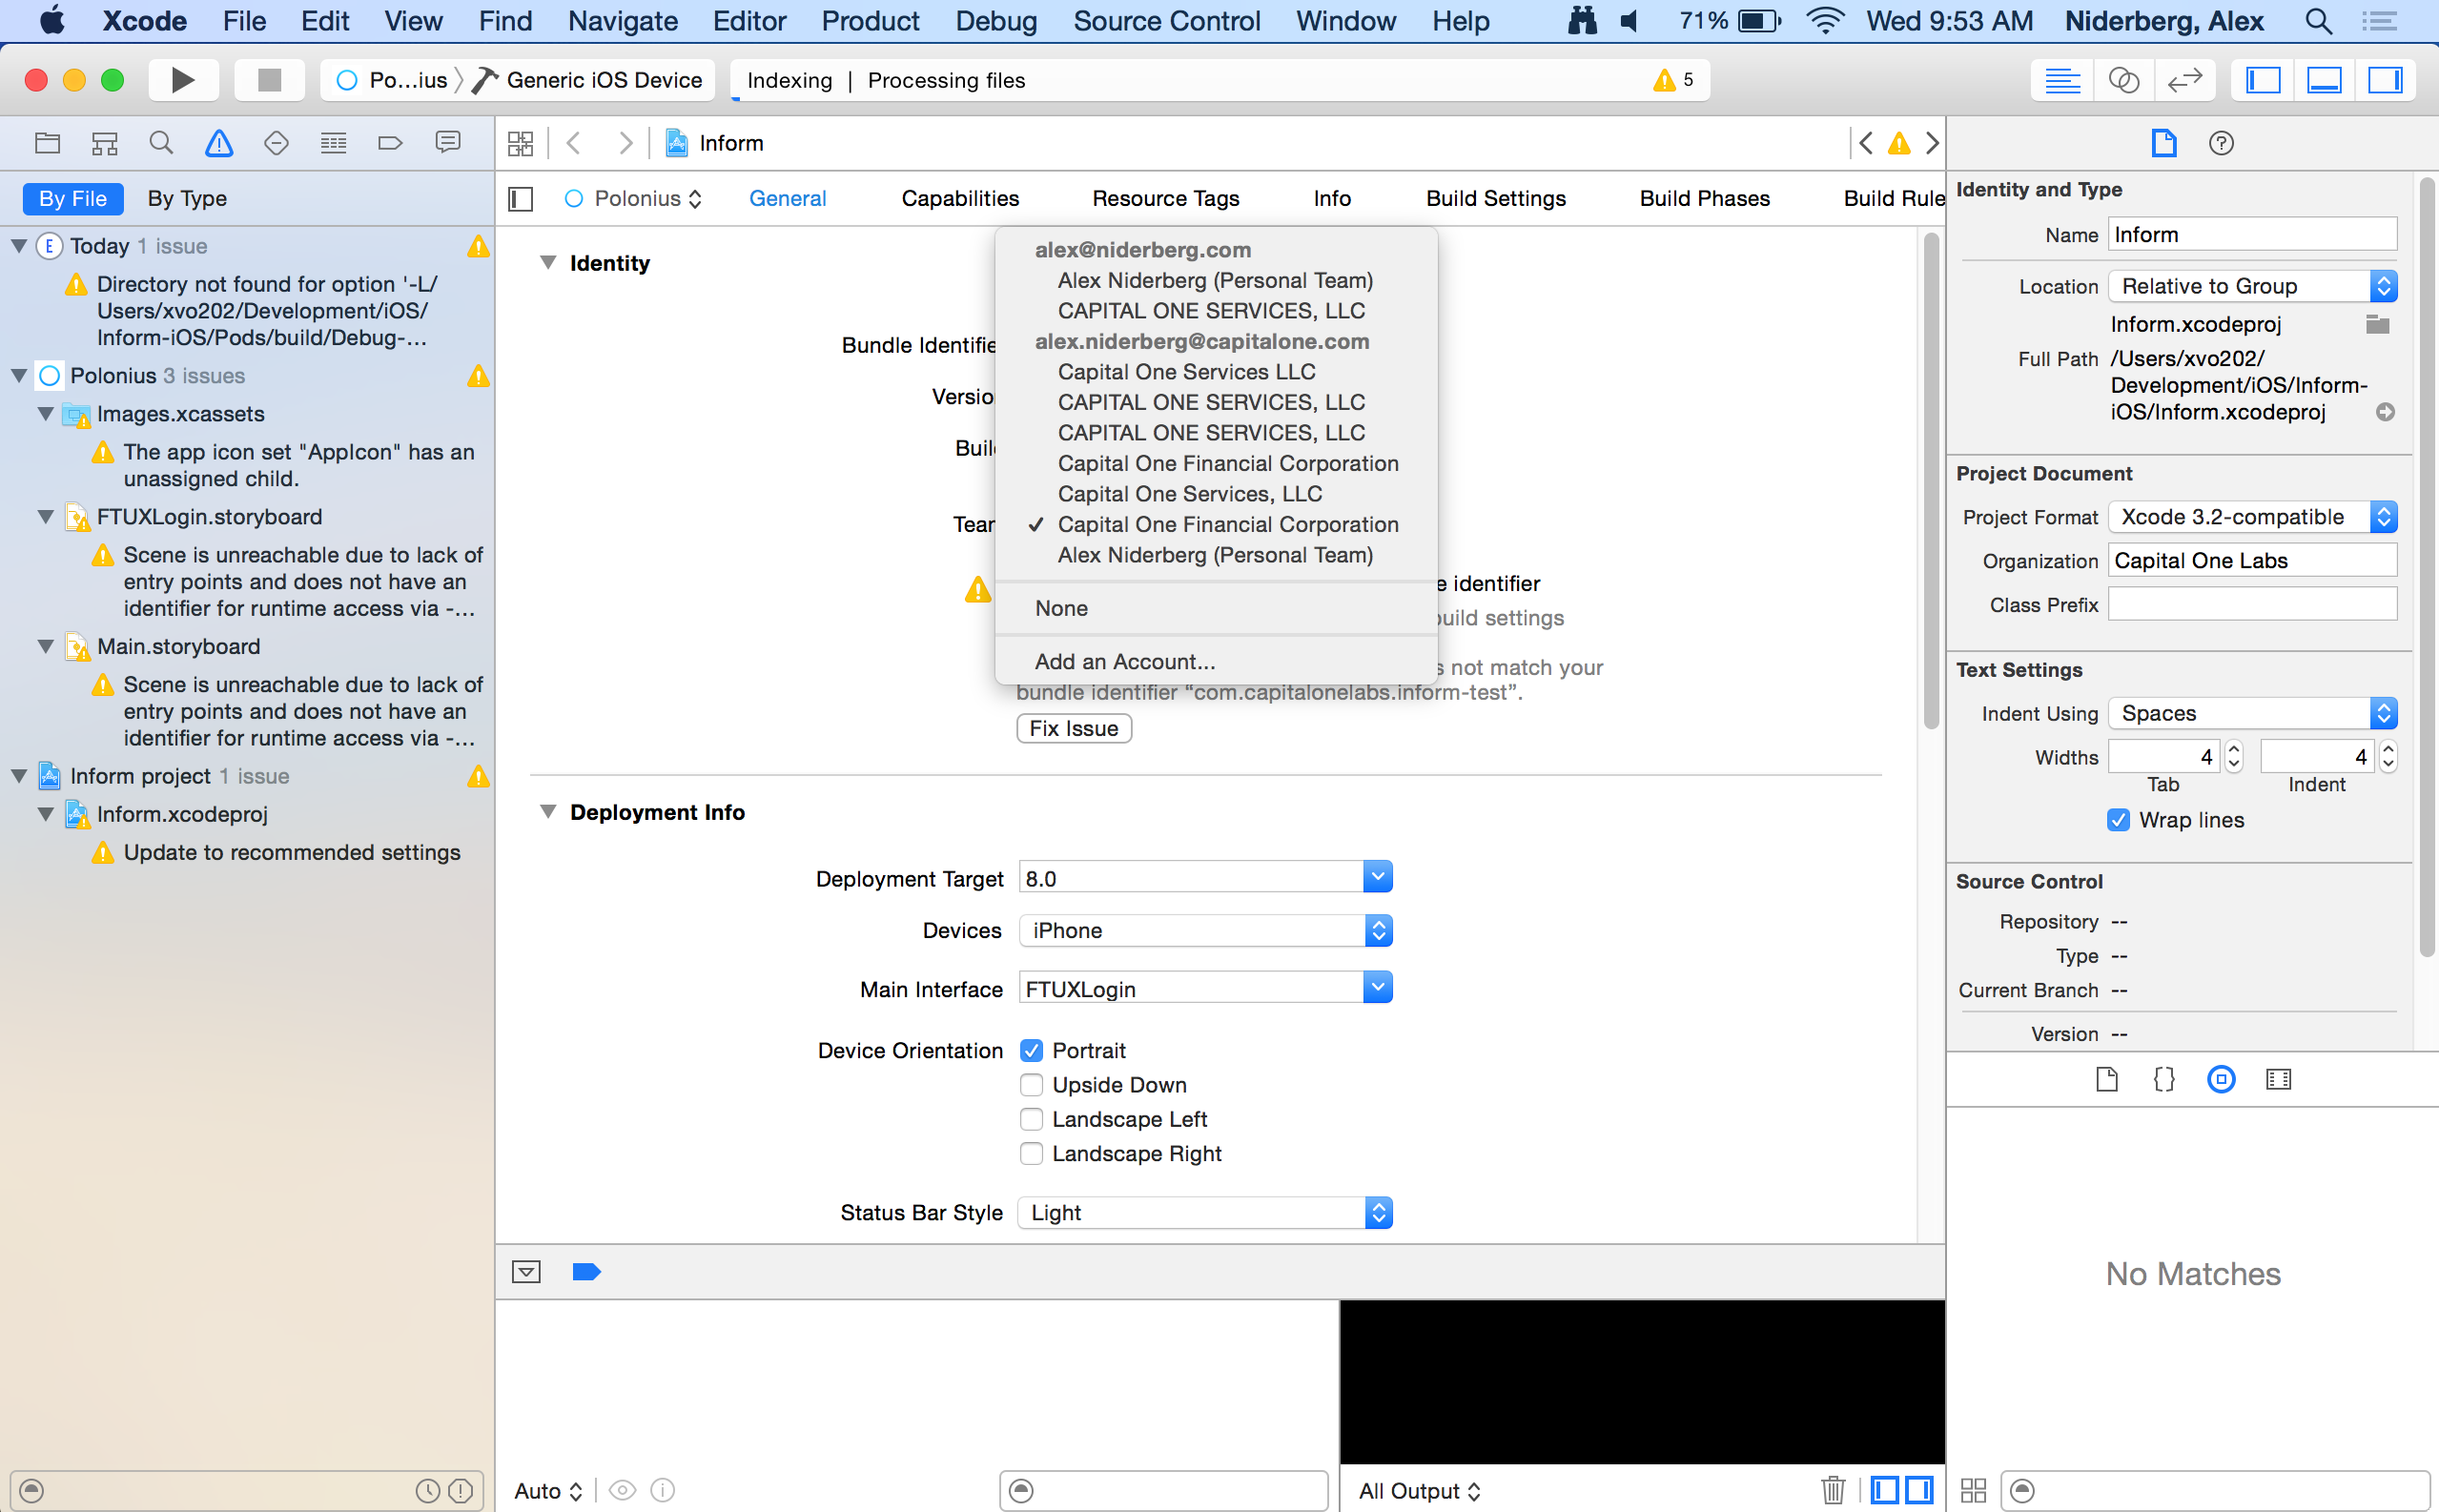 Xcode File Edit View Find Navigate Editor Product Debug Source Control Window Help 71% Wed 9:53 AM Niderberg, Alex
Po...ius Generic iOS Device Indexing | Processing files 5
Inform
By File By Type
Polonius General Capabilities Resource Tags Info Build Settings Build Phases Build Rule
Today 1 issue
Directory not found for option '-L/
Users/xvo202/Development/iOS/
Inform-iOS/Pods/build/Debug-...
Polonius 3 issues
Images.xcassets
The app icon set "AppIcon" has an
unassigned child.
FTUXLogin.storyboard
Scene is unreachable due to lack of
entry points and does not have an
identifier for runtime access via -...
Main.storyboard
Scene is unreachable due to lack of
entry points and does not have an
identifier for runtime access via -...
Inform project 1 issue
Inform.xcodeproj
Update to recommended settings
Identity
Bundle Identifie
Versio
Buil
Tear
alex@niderberg.com
Alex Niderberg (Personal Team)
CAPITAL ONE SERVICES, LLC
alex.niderberg@capitalone.com
Capital One Services LLC
CAPITAL ONE SERVICES, LLC
CAPITAL ONE SERVICES, LLC
Capital One Financial Corporation
Capital One Services, LLC
✓ Capital One Financial Corporation
Alex Niderberg (Personal Team)
None
Add an Account...
e identifier
uild settings
s not match your
bundle identifier “com.capitalonelabs.inform-test”.
Fix Issue
Deployment Info
Deployment Target 8.0
Devices iPhone
Main Interface FTUXLogin
Device Orientation Portrait
Upside Down
Landscape Left
Landscape Right
Status Bar Style Light
Auto
All Output
Identity and Type
Name Inform
Location Relative to Group
Inform.xcodeproj
Full Path /Users/xvo202/
Development/iOS/Inform-
iOS/Inform.xcodeproj
Project Document
Project Format Xcode 3.2-compatible
Organization Capital One Labs
Class Prefix
Text Settings
Indent Using Spaces
Widths 4 4
Tab Indent
Wrap lines
Source Control
Repository --
Type --
Current Branch --
Version --
No Matches